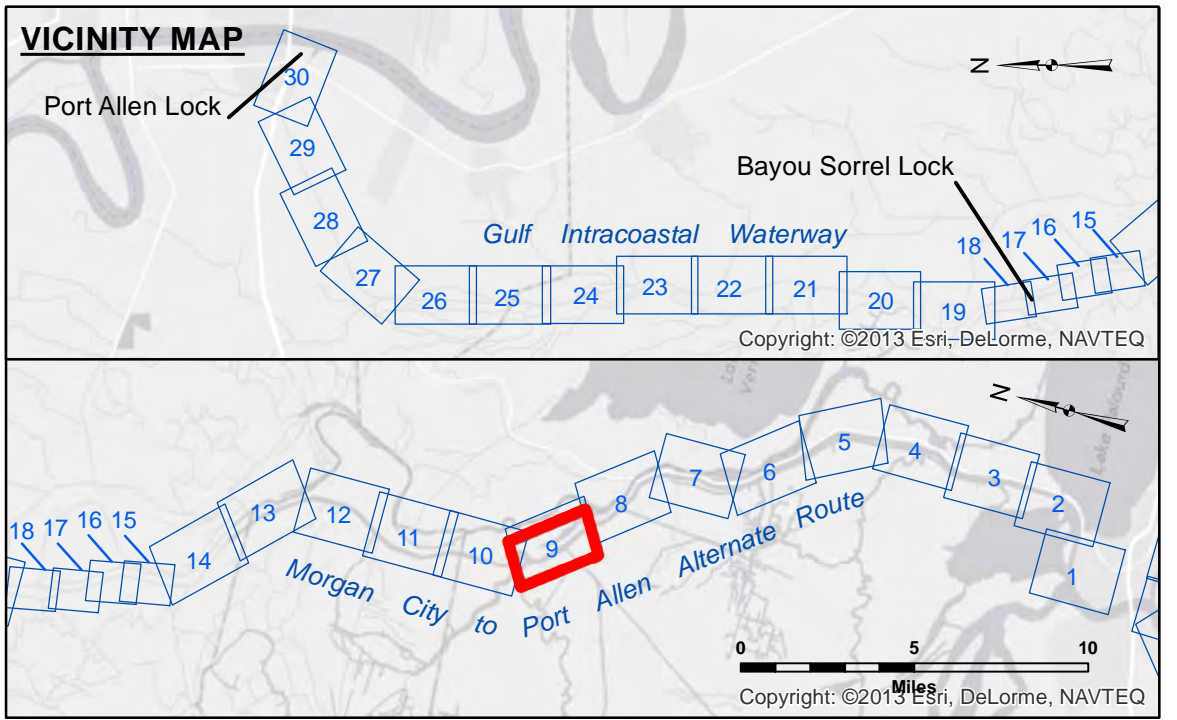 VICINITY MAP
30
N
Port Allen Lock
29
Bayou Sorrel Lock
28
Gulf Intracoastal Waterway
18 17 16 15
27
26 25 24 23 22 21 20 19
Copyright: ©2013 Esri, DeLorme, NAVTEQ
N
18 17 16 15
14 13 12 11 10 9 8 7 6 5 4 3 2 1
Morgan City to Port Allen Alternate Route
0 5 10
Miles
Copyright: ©2013 Esri, DeLorme, NAVTEQ